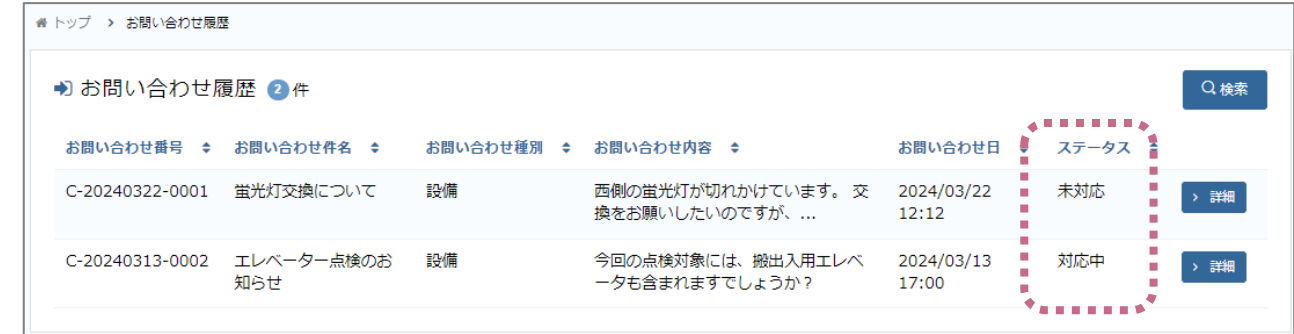 トップ > お問い合わせ履歴
お問い合わせ履歴 2 件
検索
お問い合わせ番号 お問い合わせ件名 お問い合わせ種別 お問い合わせ内容 お問い合わせ日 ステータス
C-20240322-0001 蛍光灯交換について 設備 西側の蛍光灯が切れかけています。 交 2024/03/22 未対応 > 詳細
換をお願いしたいのですが、... 12:12
C-20240313-0002 エレベーター点検のお 設備 今回の点検対象には、搬出入用エレベ 2024/03/13 対応中 > 詳細
知らせ ータも含まれますでしょうか？ 17:00